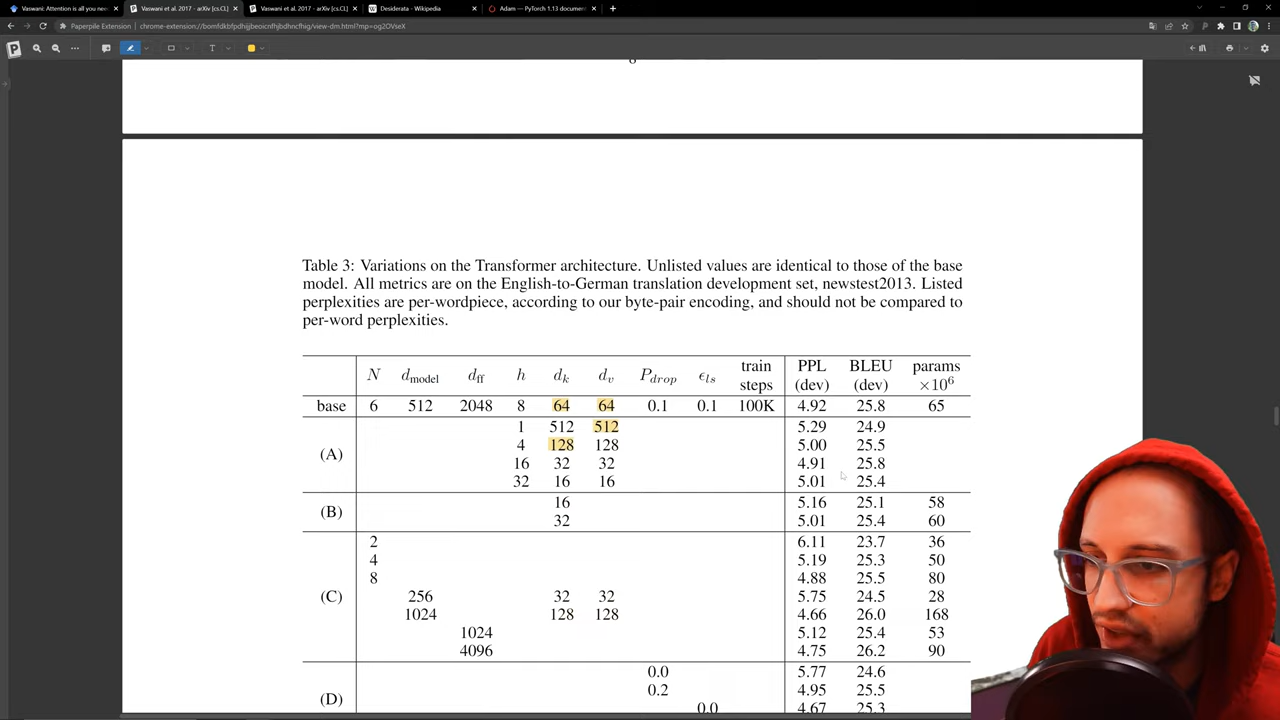 Vaswani: Attention is all you ne
Vaswani et al. 2017 - arXiv [cs.CL]
Vaswani et al. 2017 - arXiv [cs.CL]
Desiderata - Wikipedia
Adam — PyTorch 1.13 documen
Paperpile Extension
chrome-extension://bomfdkbfpdhijjbeoicnfhjbdhncfhig/view-dm.html?mp=og2OVseX
8
Table 3: Variations on the Transformer architecture. Unlisted values are identical to those of the base
model. All metrics are on the English-to-German translation development set, newstest2013. Listed
perplexities are per-wordpiece, according to our byte-pair encoding, and should not be compared to
per-word perplexities.
N d_model d_ff h d_k d_v P_drop ϵ_ls train steps PPL (dev) BLEU (dev) params ×10⁶
base 6 512 2048 8 64 64 0.1 0.1 100K 4.92 25.8 65
(A)
1 512 512 5.29 24.9
4 128 128 5.00 25.5
16 32 32 4.91 25.8
32 16 16 5.01 25.4
(B)
16 5.16 25.1 58
32 5.01 25.4 60
(C)
2 6.11 23.7 36
4 5.19 25.3 50
8 4.88 25.5 80
256 32 32 5.75 24.5 28
1024 128 128 4.66 26.0 168
1024 5.12 25.4 53
4096 4.75 26.2 90
(D)
0.0 5.77 24.6
0.2 4.95 25.5
0.0 4.67 25.3